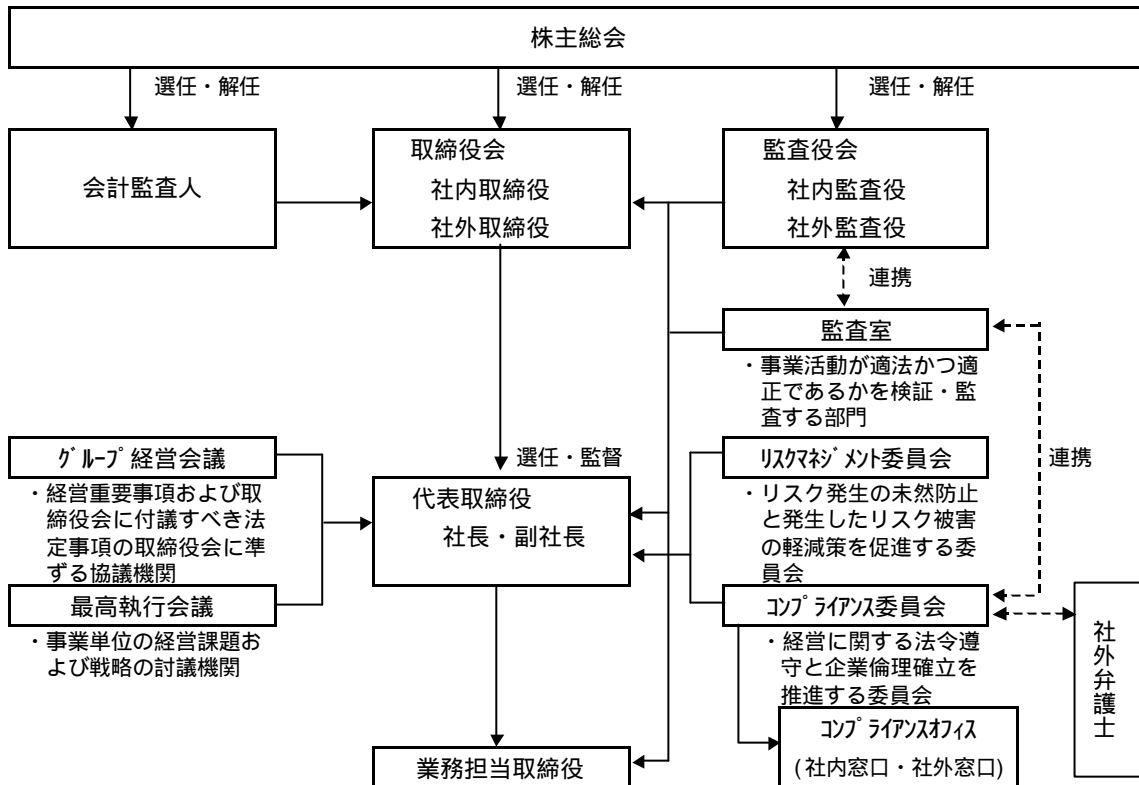 株主総会
選任・解任
選任・解任
選任・解任
会計監査人
取締役会
社内取締役
社外取締役
監査役会
社内監査役
社外監査役
連携
監査室
・事業活動が適法かつ適
正であるかを検証・監
査する部門
選任・監督
グループ経営会議
・経営重要事項および取
締役会に付議すべき法
定事項の取締役会に準
ずる協議機関
代表取締役
社長・副社長
リスクマネジメント委員会
・リスク発生の未然防止
と発生したリスク被害
の軽減策を促進する委
員会
連携
最高執行会議
・事業単位の経営課題お
よび戦略の討議機関
コンプライアンス委員会
・経営に関する法令遵
守と企業倫理確立を
推進する委員会
社外弁護士
コンプライアンスオフィス
(社内窓口・社外窓口)
業務担当取締役